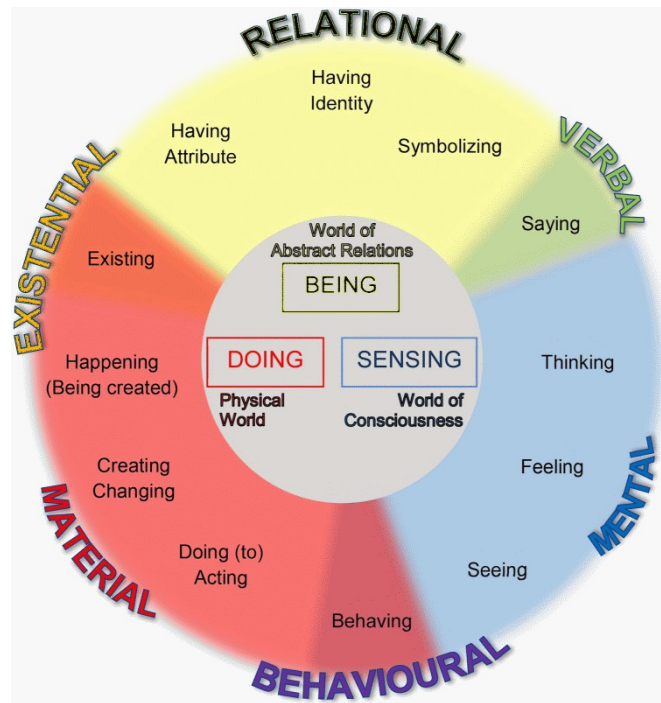 RELATIONAL
Having
Identity
Having
Attribute
Symbolizing
VERBAL
Saying
EXISTENTIAL
Existing
World of
Abstract Relations
BEING
DOING
SENSING
Physical
World
World of
Consciousness
Happening
(Being created)
Thinking
Creating
Changing
Feeling
MENTAL
MATERIAL
Doing (to)
Acting
Seeing
Behaving
BEHAVIOURAL